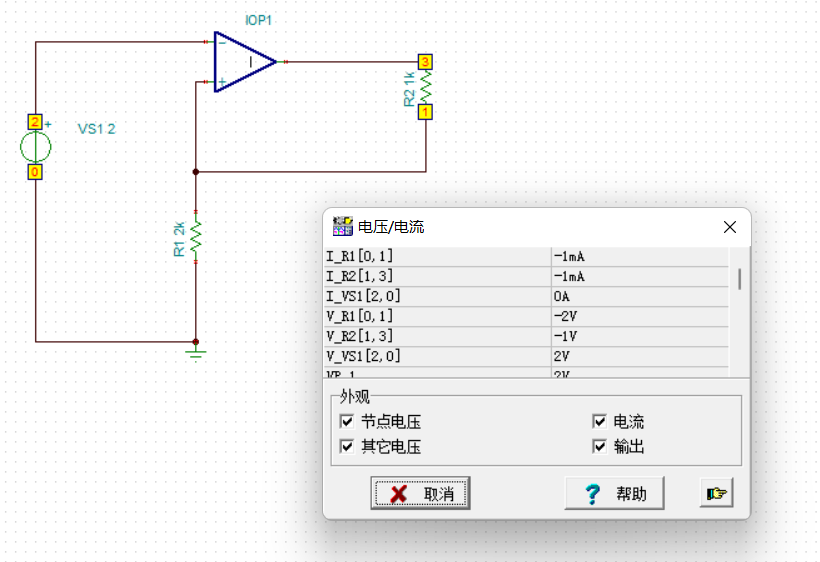 IOP1
3
R2 1k
1
2 +
VS1 2
0
R1 2k
I
电压/电流
I_R1[0,1] -1mA
I_R2[1,3] -1mA
I_VS1[2,0] 0A
V_R1[0,1] -2V
V_R2[1,3] -1V
V_VS1[2,0] 2V
VP_1 2V
外观
节点电压 电流
其它电压 输出
取消 帮助